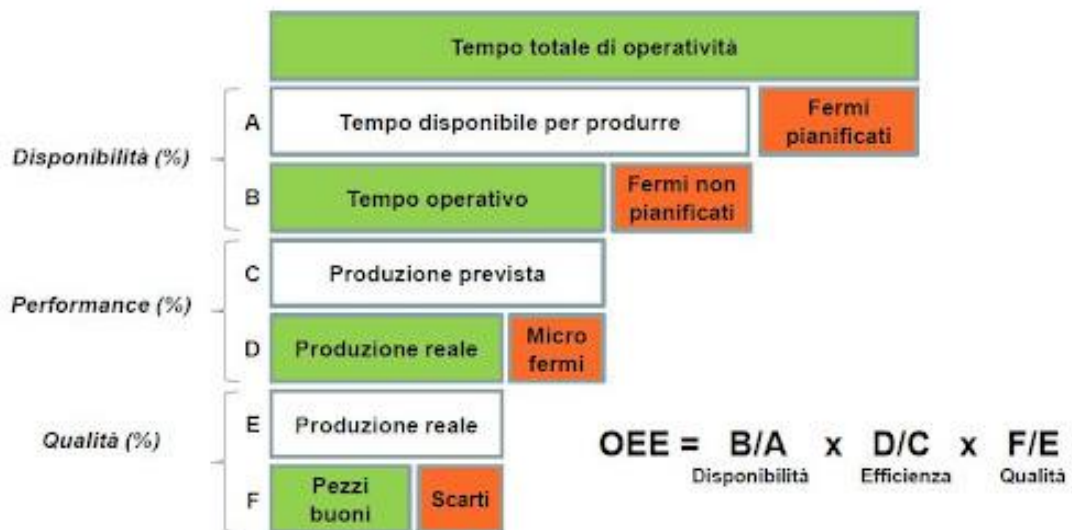 Tempo totale di operatività
A
Tempo disponibile per produrre
Fermi
pianificati
Disponibilità (%)
B
Tempo operativo
Fermi non
pianificati
C
Produzione prevista
Performance (%)
D
Produzione reale
Micro
fermi
E
Produzione reale
Qualità (%)
F
Pezzi
buoni
Scarti
OEE = B/A x D/C x F/E
Disponibilità Efficienza Qualità